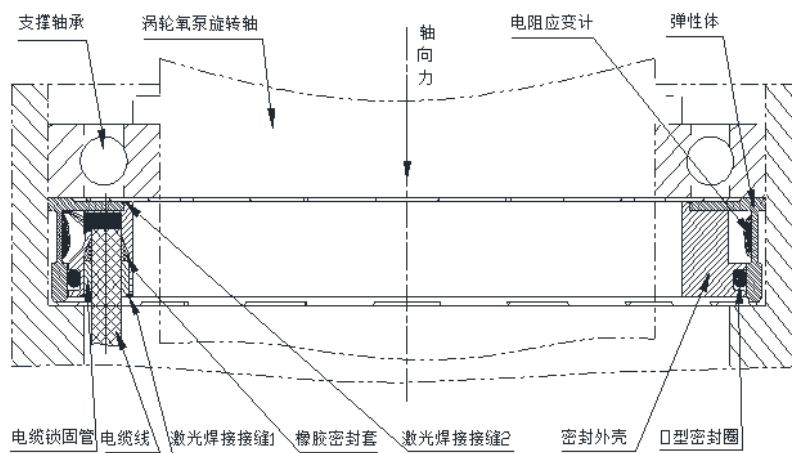 支撑轴承
涡轮氧泵旋转轴
轴向力
电阻应变计
弹性体
电缆锁固管
电缆线
激光焊接接缝1
橡胶密封套
激光焊接接缝2
密封外壳
O型密封圈